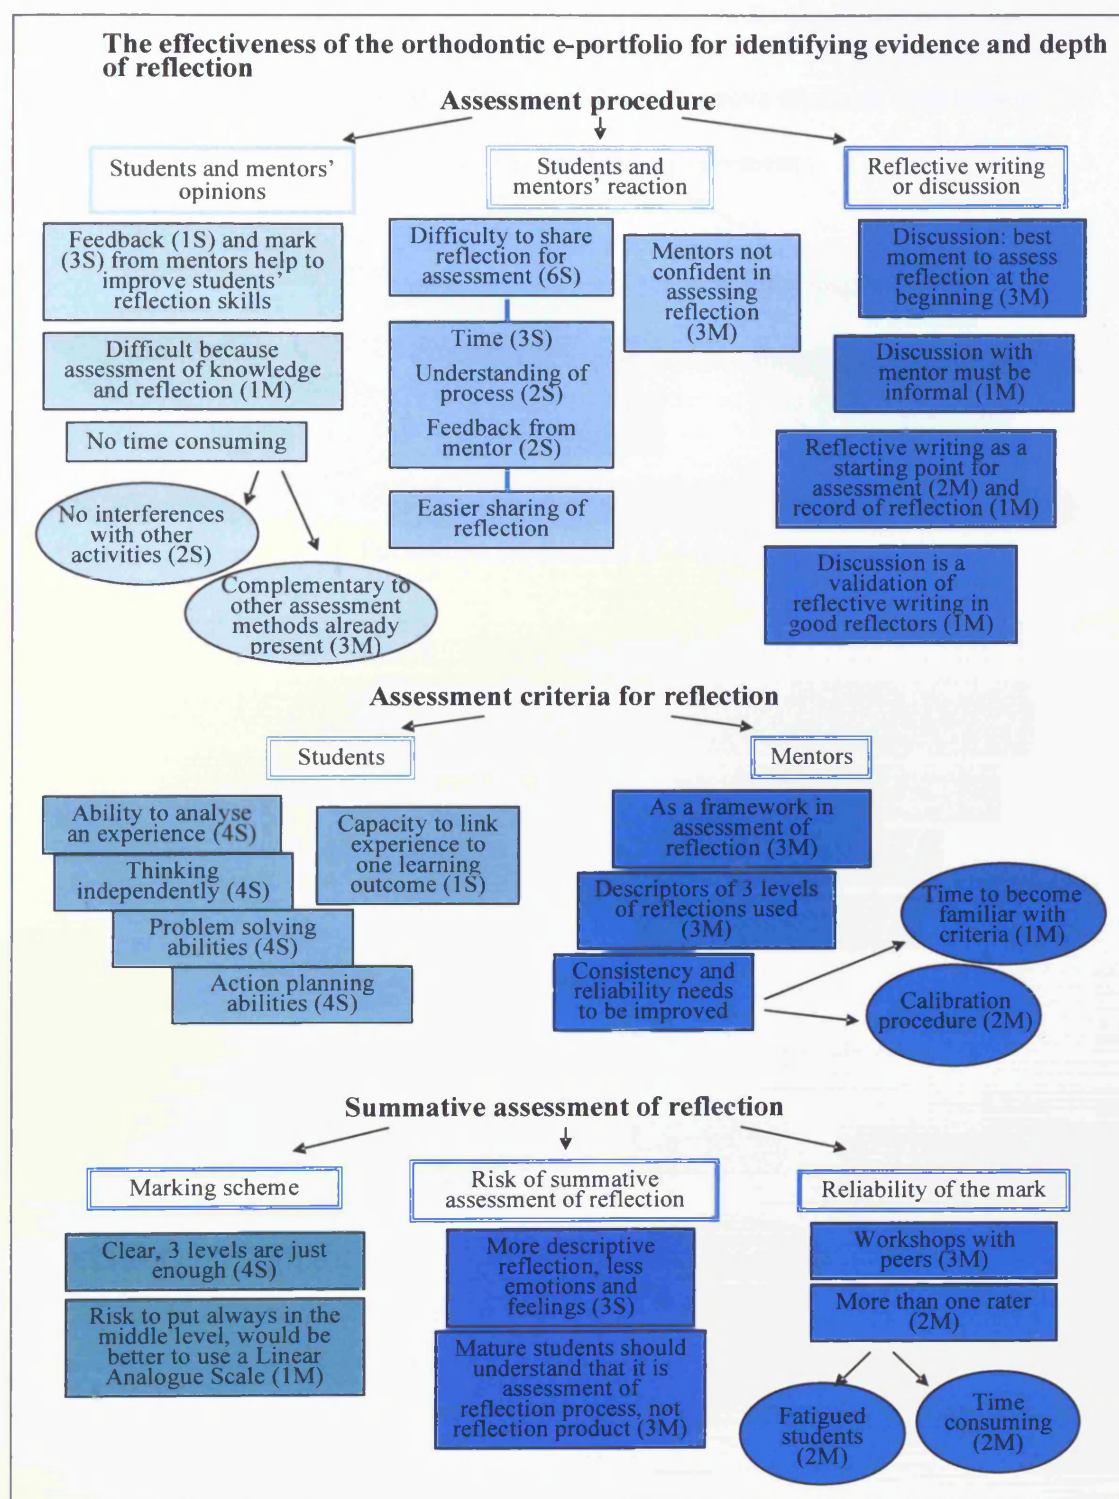 The effectiveness of the orthodontic e-portfolio for identifying evidence and depth
of reflection
Assessment procedure
Students and mentors'
opinions
Feedback (1S) and mark
(3S) from mentors help to
improve students'
reflection skills
Difficult because
assessment of knowledge
and reflection (1M)
No time consuming
No interferences
with other
activities (2S)
Complementary to
other assessment
methods already
present (3M)
Students and
mentors' reaction
Difficulty to share
reflection for
assessment (6S)
Time (3S)
Understanding of
process (2S)
Feedback from
mentor (2S)
Easier sharing of
reflection
Mentors not
confident in
assessing
reflection
(3M)
Reflective writing
or discussion
Discussion: best
moment to assess
reflection at the
beginning (3M)
Discussion with
mentor must be
informal (1M)
Reflective writing as a
starting point for
assessment (2M) and
record of reflection (1M)
Discussion is a
validation of
reflective writing in
good reflectors (1M)
Assessment criteria for reflection
Students
Ability to analyse
an experience (4S)
Thinking
independently (4S)
Problem solving
abilities (4S)
Action planning
abilities (4S)
Capacity to link
experience to
one learning
outcome (1S)
Mentors
As a framework in
assessment of
reflection (3M)
Descriptors of 3 levels
of reflections used
(3M)
Consistency and
reliability needs
to be improved
Time to become
familiar with
criteria (1M)
Calibration
procedure (2M)
Summative assessment of reflection
Marking scheme
Clear, 3 levels are just
enough (4S)
Risk to put always in the
middle level, would be
better to use a Linear
Analogue Scale (1M)
Risk of summative
assessment of reflection
More descriptive
reflection, less
emotions and
feelings (3S)
Mature students should
understand that it is
assessment of
reflection process, not
reflection product (3M)
Reliability of the mark
Workshops with
peers (3M)
More than one rater
(2M)
Fatigued
students
(2M)
Time
consuming
(2M)